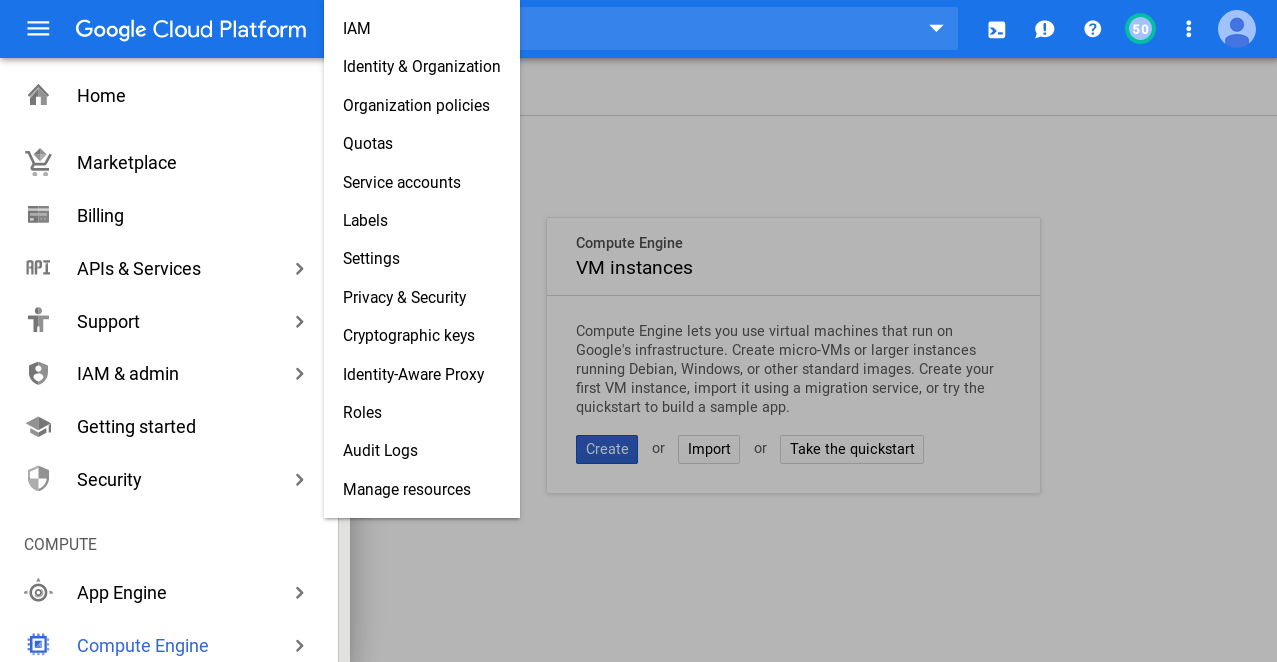 Google Cloud Platform
50
Home
Marketplace
Billing
API
APIs & Services
Support
IAM & admin
Getting started
Security
COMPUTE
App Engine
Compute Engine
IAM
Identity & Organization
Organization policies
Quotas
Service accounts
Labels
Settings
Privacy & Security
Cryptographic keys
Identity-Aware Proxy
Roles
Audit Logs
Manage resources
Compute Engine
VM instances
Compute Engine lets you use virtual machines that run on
Google's infrastructure. Create micro-VMs or larger instances
running Debian, Windows, or other standard images. Create your
first VM instance, import it using a migration service, or try the
quickstart to build a sample app.
Create or Import or Take the quickstart